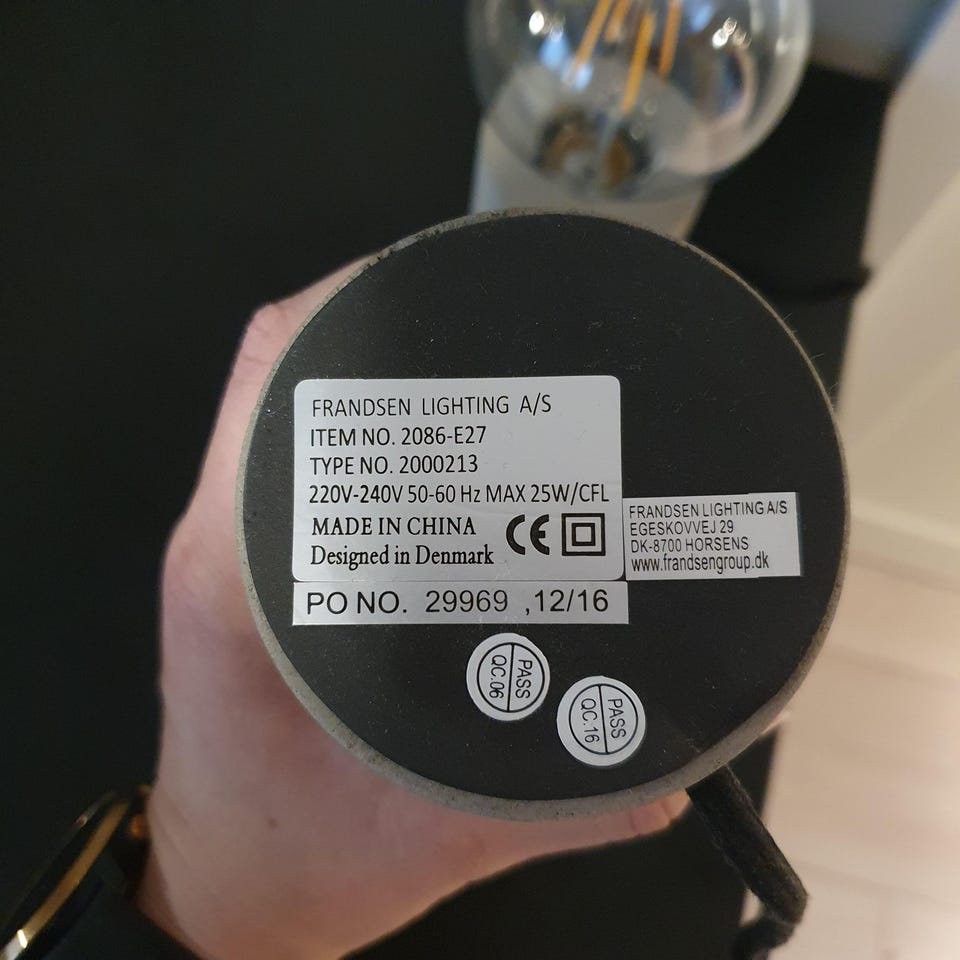 FRANDSEN LIGHTING A/S
ITEM NO. 2086-E27
TYPE NO. 2000213
220V-240V 50-60 Hz MAX 25W/CFL
MADE IN CHINA
Designed in Denmark
CE
FRANDSEN LIGHTING A/S
EGESKOVVEJ 29
DK-8700 HORSENS
www.frandsengroup.dk
PO NO. 29969 ,12/16
PASS
QC.06
PASS
QC.16